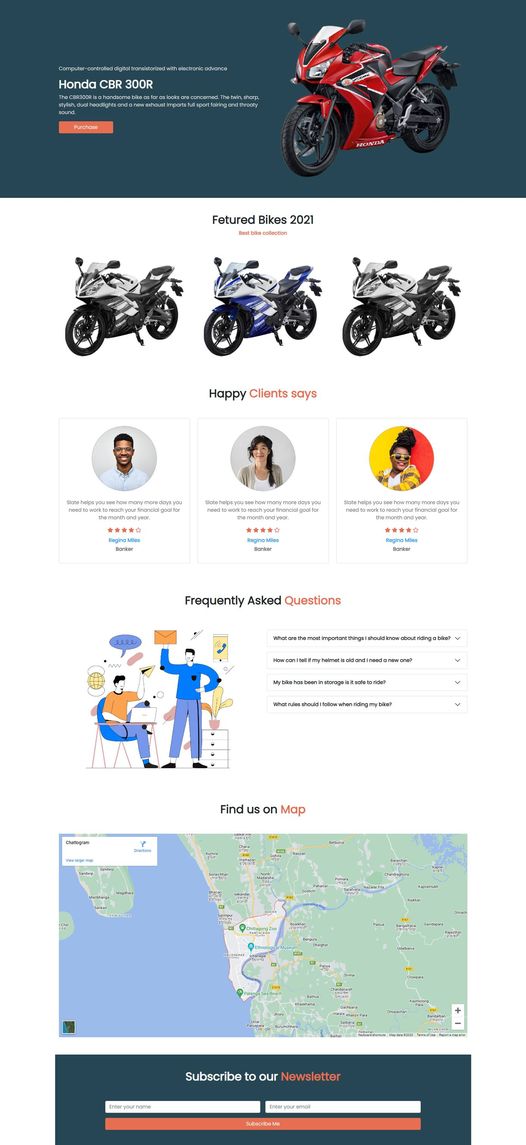 Computer-controlled digital transistorized with electronic advance
Honda CBR 300R
The CBR300R is a handsome bike as far as looks are concerned. The twin, sharp,
stylish, dual headlights and a new exhaust imparts full sport fairing and throaty
sound.
Purchase
HONDA
Fetured Bikes 2021
Best bike collection
Happy Clients says
Slate helps you see how many more days you
need to work to reach your financial goal for
the month and year.
Regina Miles
Banker
Slate helps you see how many more days you
need to work to reach your financial goal for
the month and year.
Regina Miles
Banker
Slate helps you see how many more days you
need to work to reach your financial goal for
the month and year.
Regina Miles
Banker
Frequently Asked Questions
What are the most important things I should know about riding a bike?
How can I tell if my helmet is old and I need a new one?
My bike has been in storage is it safe to ride?
What rules should I follow when riding my bike?
Find us on Map
Chattogram
Directions
View larger map
Chittagong Zoo
Ethnological Museum
Patenga Sea Beach
Keyboard shortcuts
Map data ©2022
Terms of Use
Report a map error
Subscribe to our Newsletter
Enter your name
Enter your email
Subscribe Me